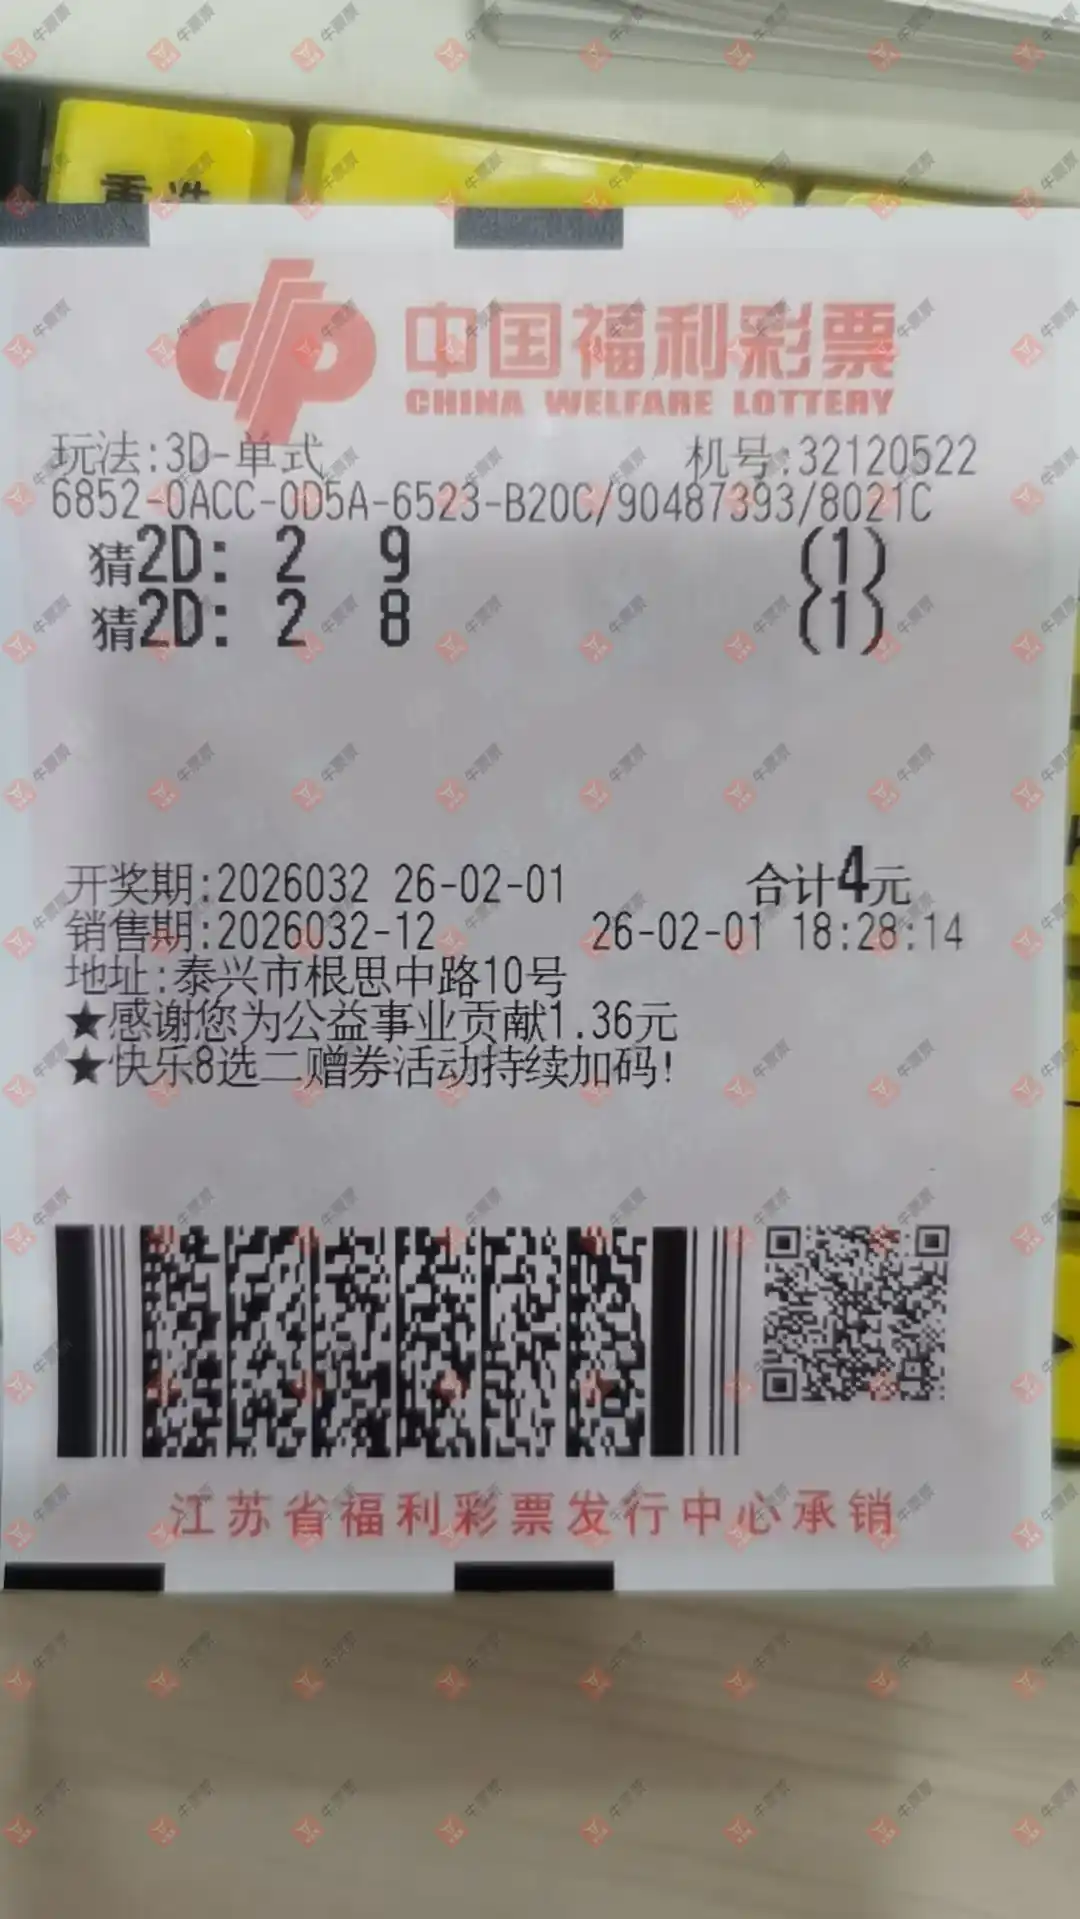 重选
中国福利彩票
CHINA WELFARE LOTTERY
玩法:3D-单式 机号:32120522
6852-0ACC-0D5A-6523-B20C/90487393/8021C
猜2D: 2 9 (1)
猜2D: 2 8 (1)
开奖期:2026032 26-02-01 合计4元
销售期:2026032-12 26-02-01 18:28:14
地址:泰兴市根思中路10号
★感谢您为公益事业贡献1.36元
★快乐8选二赠券活动持续加码!
江苏省福利彩票发行中心承销
牛票票